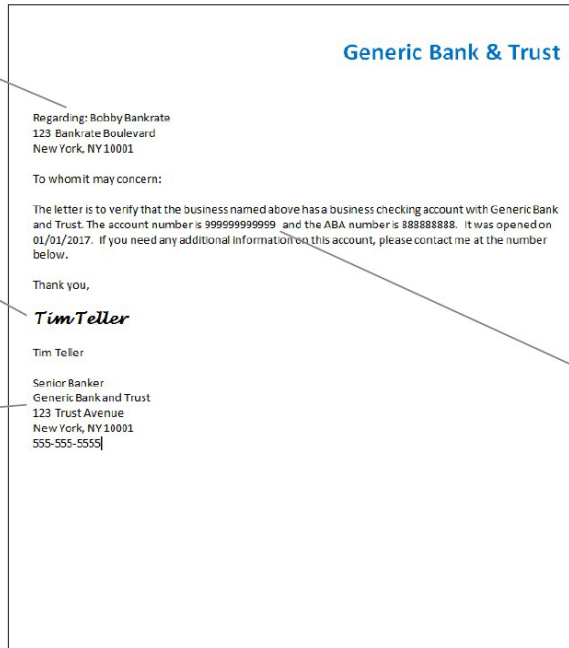 Generic Bank & Trust
Regarding: Bobby Bankrate
123 Bankrate Boulevard
New York, NY 10001
To whom it may concern:
The letter is to verify that the business named above has a business checking account with Generic Bank
and Trust. The account number is 999999999999 and the ABA number is 888888888. It was opened on
01/01/2017. If you need any additional information on this account, please contact me at the number
below.
Thank you,
Tim Teller
Tim Teller
Senior Banker
Generic Bank and Trust
123 Trust Avenue
New York, NY 10001
555-555-5555